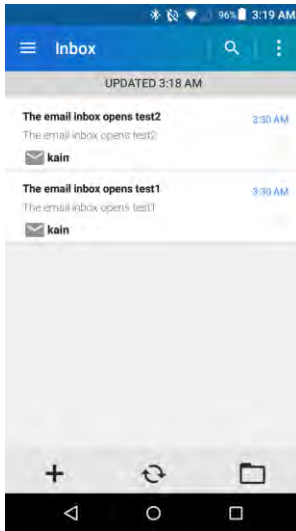 96% 3:19 AM
Inbox
UPDATED 3:18 AM
The email inbox opens test2
3:30 AM
The email inbox opens test2
kain
The email inbox opens test1
3:30 AM
The email inbox opens test1
kain